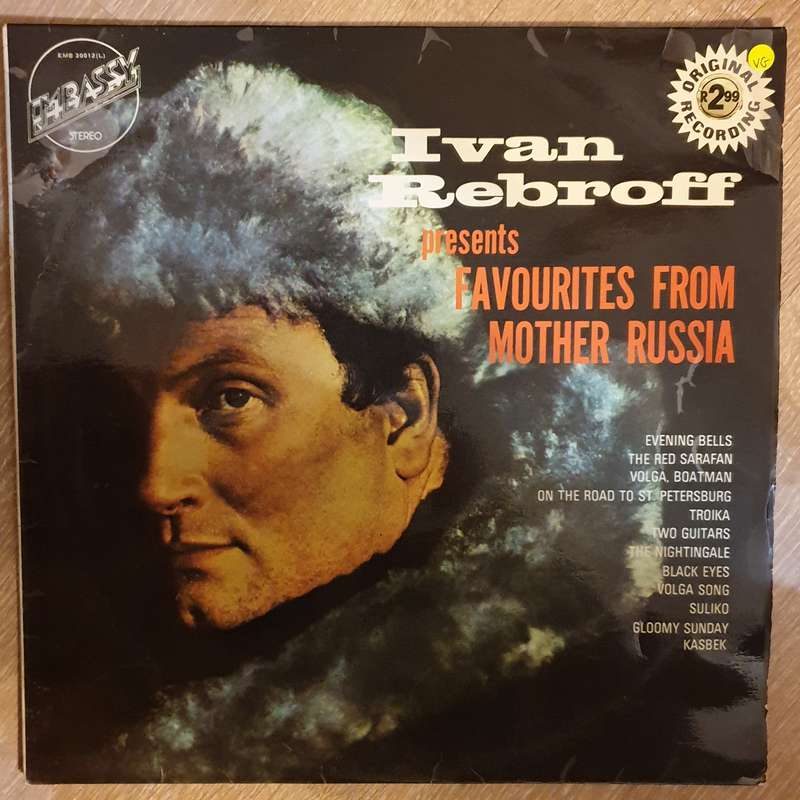 EMB 30012(L)
EMBASSY
STEREO
ORIGINAL
R2.99
RECORDING
VG
Ivan
Rebroff
presents
FAVOURITES FROM
MOTHER RUSSIA
EVENING BELLS
THE RED SARAFAN
VOLGA, BOATMAN
ON THE ROAD TO ST. PETERSBURG
TROIKA
TWO GUITARS
THE NIGHTINGALE
BLACK EYES
VOLGA SONG
SULIKO
GLOOMY SUNDAY
KASBEK